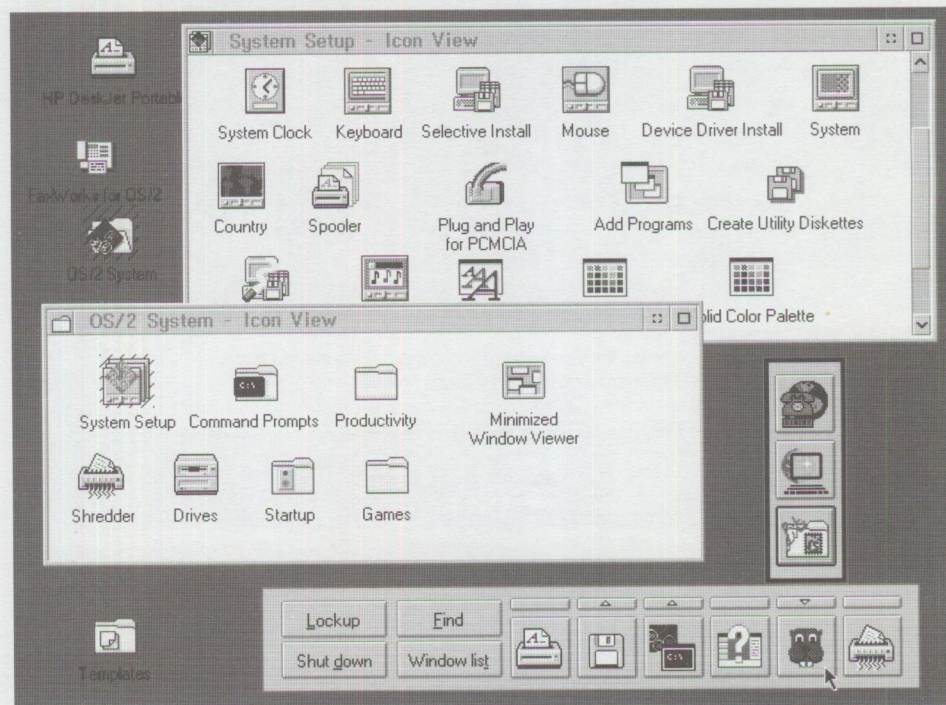 HP DeskJet Portabl
FaxWorks for OS/2
OS/2 System
System Setup - Icon View
System Clock
Keyboard
Selective Install
Mouse
Device Driver Install
System
Country
Spooler
Plug and Play
for PCMCIA
Add Programs
Create Utility Diskettes
olid Color Palette
OS/2 System - Icon View
System Setup
Command Prompts
Productivity
Minimized
Window Viewer
Shredder
Drives
Startup
Games
Templates
Lockup
Find
Shut down
Window list